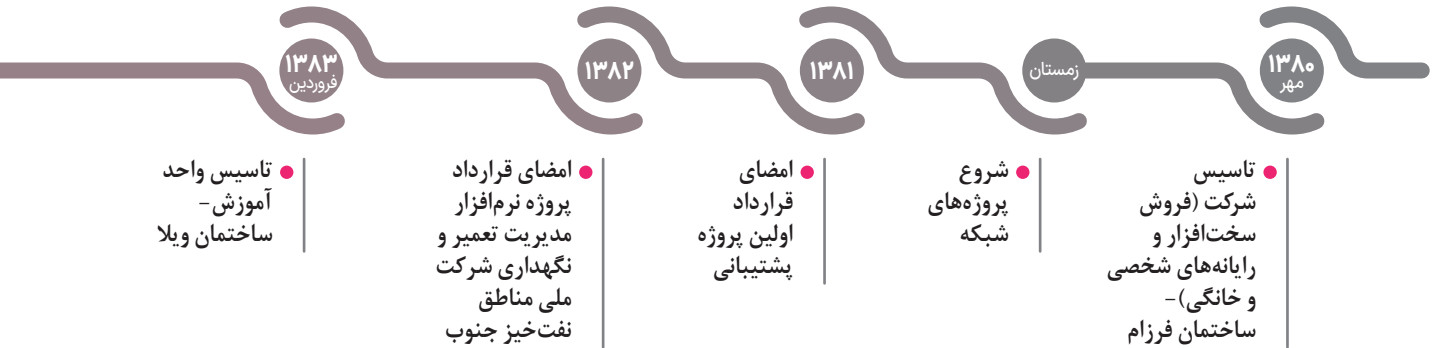 ۱۳۸۰
مهر
تاسیس
شرکت (فروش
سخت‌افزار و
رایانه‌های شخصی
و خانگی)-
ساختمان فرزام
زمستان
شروع
پروژه‌های
شبکه
۱۳۸۱
امضای
قرارداد
اولین پروژه
پشتیبانی
۱۳۸۲
امضای قرارداد
پروژه نرم‌افزار
مدیریت تعمیر و
نگهداری شرکت
ملی مناطق
نفت‌خیز جنوب
۱۳۸۳
فروردین
تاسیس واحد
آموزش-
ساختمان ویلا